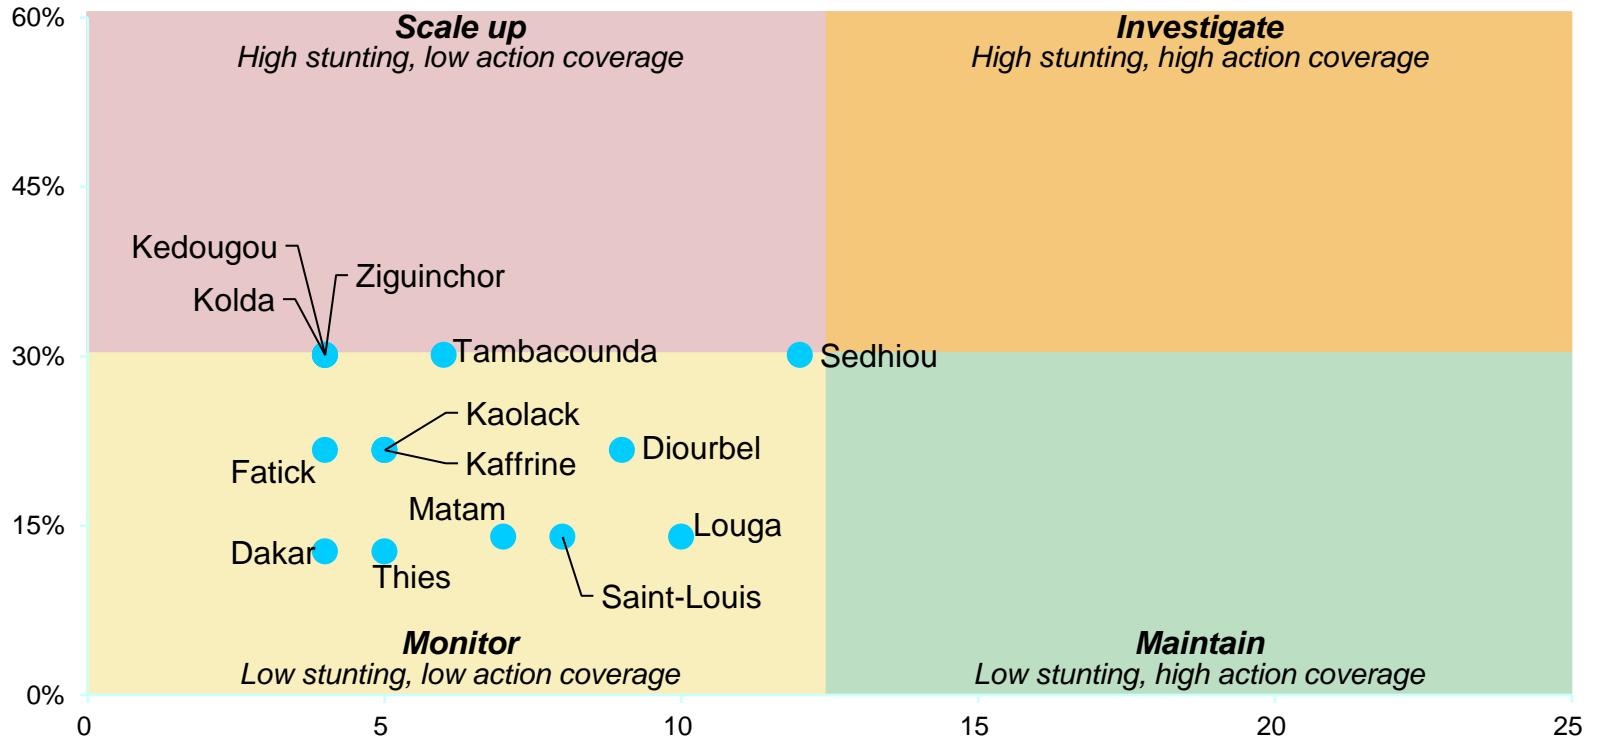 60%
Scale up
High stunting, low action coverage
Investigate
High stunting, high action coverage
45%
Kedougou
Ziguinchor
Kolda
30%
Tambacounda
Sedhiou
Kaolack
Diourbel
Kaffrine
Fatick
Matam
15%
Louga
Dakar
Thies
Saint-Louis
Monitor
Low stunting, low action coverage
Maintain
Low stunting, high action coverage
0%
0
5
10
15
20
25